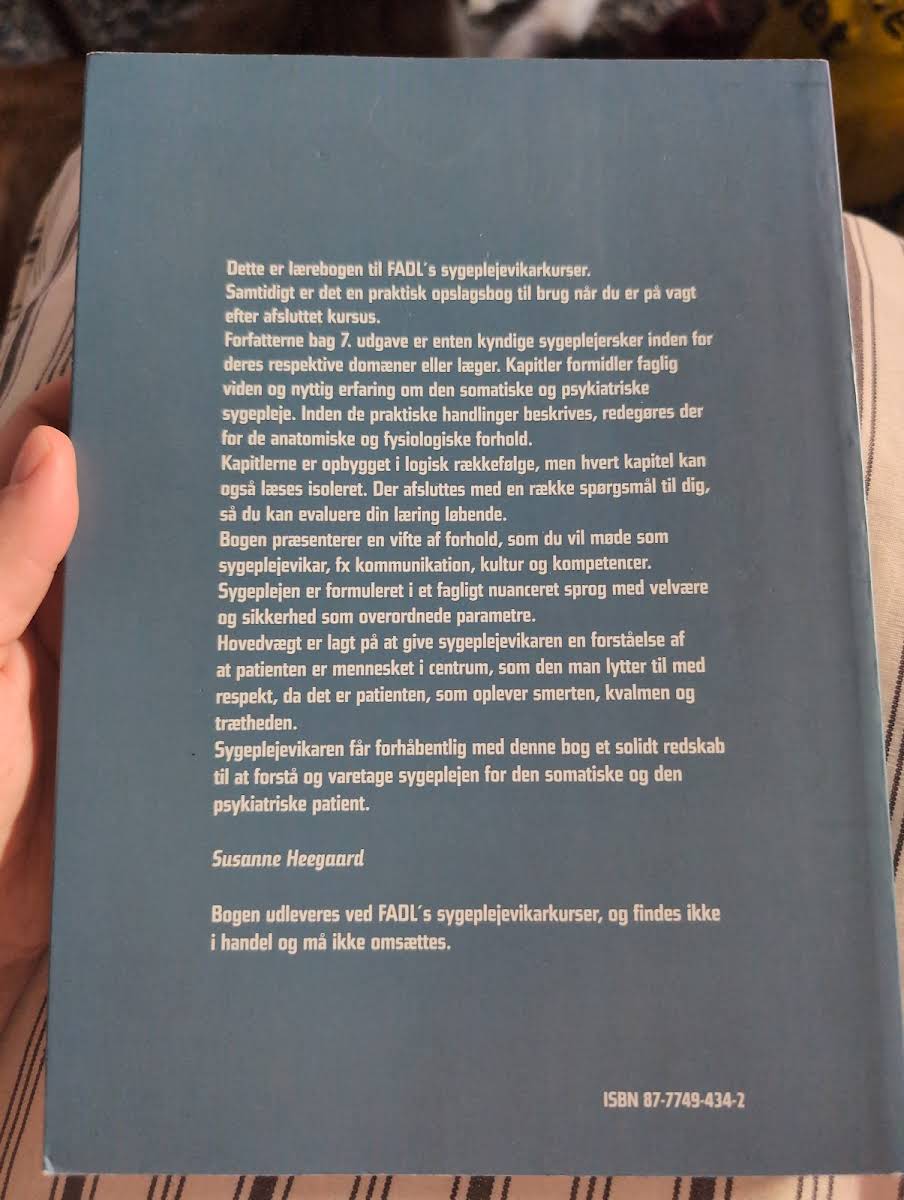 Dette er lærebogen til FADL´s sygeplejevikarkurser.
Samtidigt er det en praktisk opslagsbog til brug når du er på vagt
efter afsluttet kursus.
Forfatterne bag 7. udgave er enten kyndige sygeplejersker inden for
deres respektive domæner eller læger. Kapitler formidler faglig
viden og nyttig erfaring om den somatiske og psykiatriske
sygepleje. Inden de praktiske handlinger beskrives, redegøres der
for de anatomiske og fysiologiske forhold.
Kapitlerne er opbygget i logisk rækkefølge, men hvert kapitel kan
også læses isoleret. Der afsluttes med en række spørgsmål til dig,
så du kan evaluere din læring løbende.
Bogen præsenterer en vifte af forhold, som du vil møde som
sygeplejevikar, fx kommunikation, kultur og kompetencer.
Sygeplejen er formuleret i et fagligt nuanceret sprog med velvære
og sikkerhed som overordnede parametre.
Hovedvægt er lagt på at give sygeplejevikaren en forståelse af
at patienten er mennesket i centrum, som den man lytter til med
respekt, da det er patienten, som oplever smerten, kvalmen og
trætheden.
Sygeplejevikaren får forhåbentlig med denne bog et solidt redskab
til at forstå og varetage sygeplejen for den somatiske og den
psykiatriske patient.
Susanne Heegaard
Bogen udleveres ved FADL´s sygeplejevikarkurser, og findes ikke
i handel og må ikke omsættes.
ISBN 87-7749-434-2